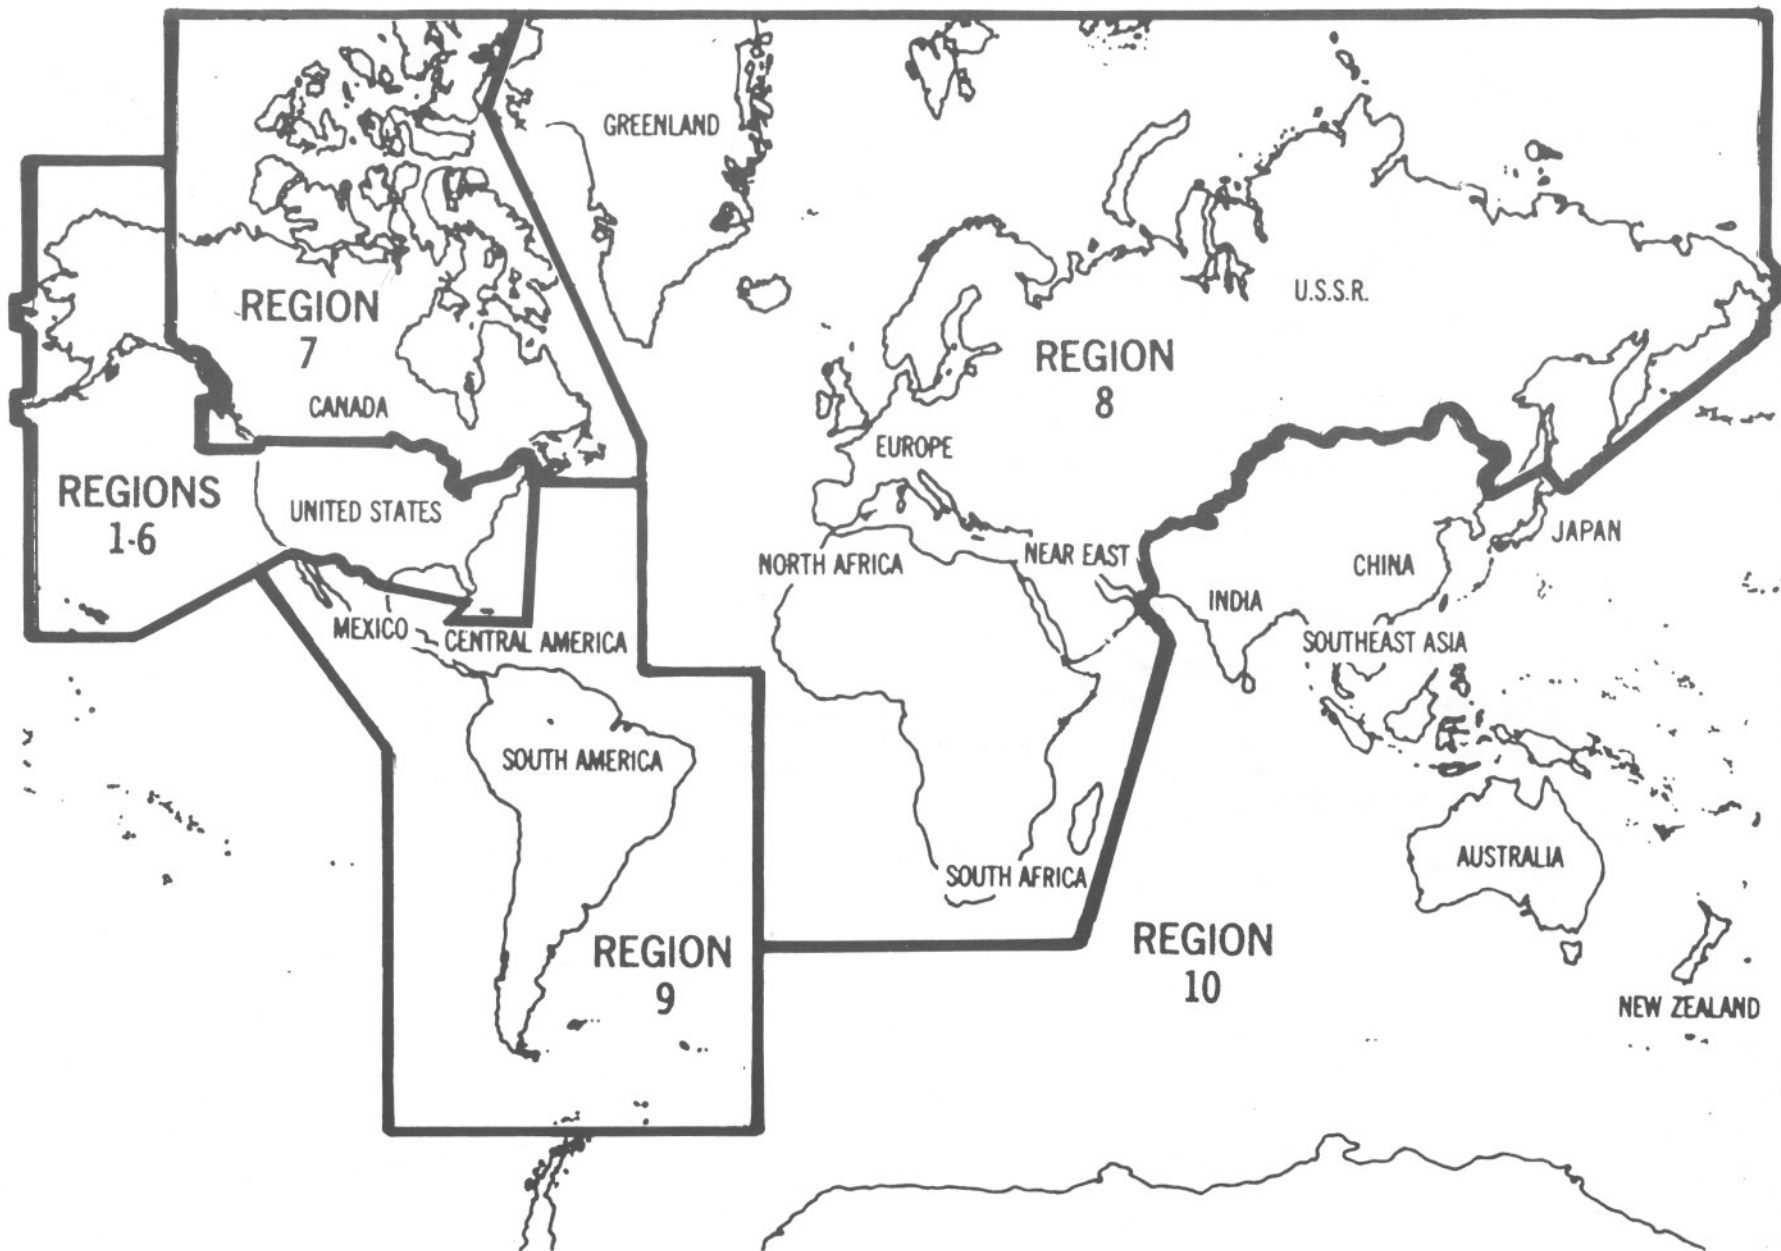 GREENLAND
REGION
7
U.S.S.R.
REGION
8
CANADA
EUROPE
REGIONS
1-6
UNITED STATES
JAPAN
NORTH AFRICA
NEAR EAST
CHINA
INDIA
MEXICO
CENTRAL AMERICA
SOUTHEAST ASIA
SOUTH AMERICA
AUSTRALIA
SOUTH AFRICA
REGION
9
REGION
10
NEW ZEALAND